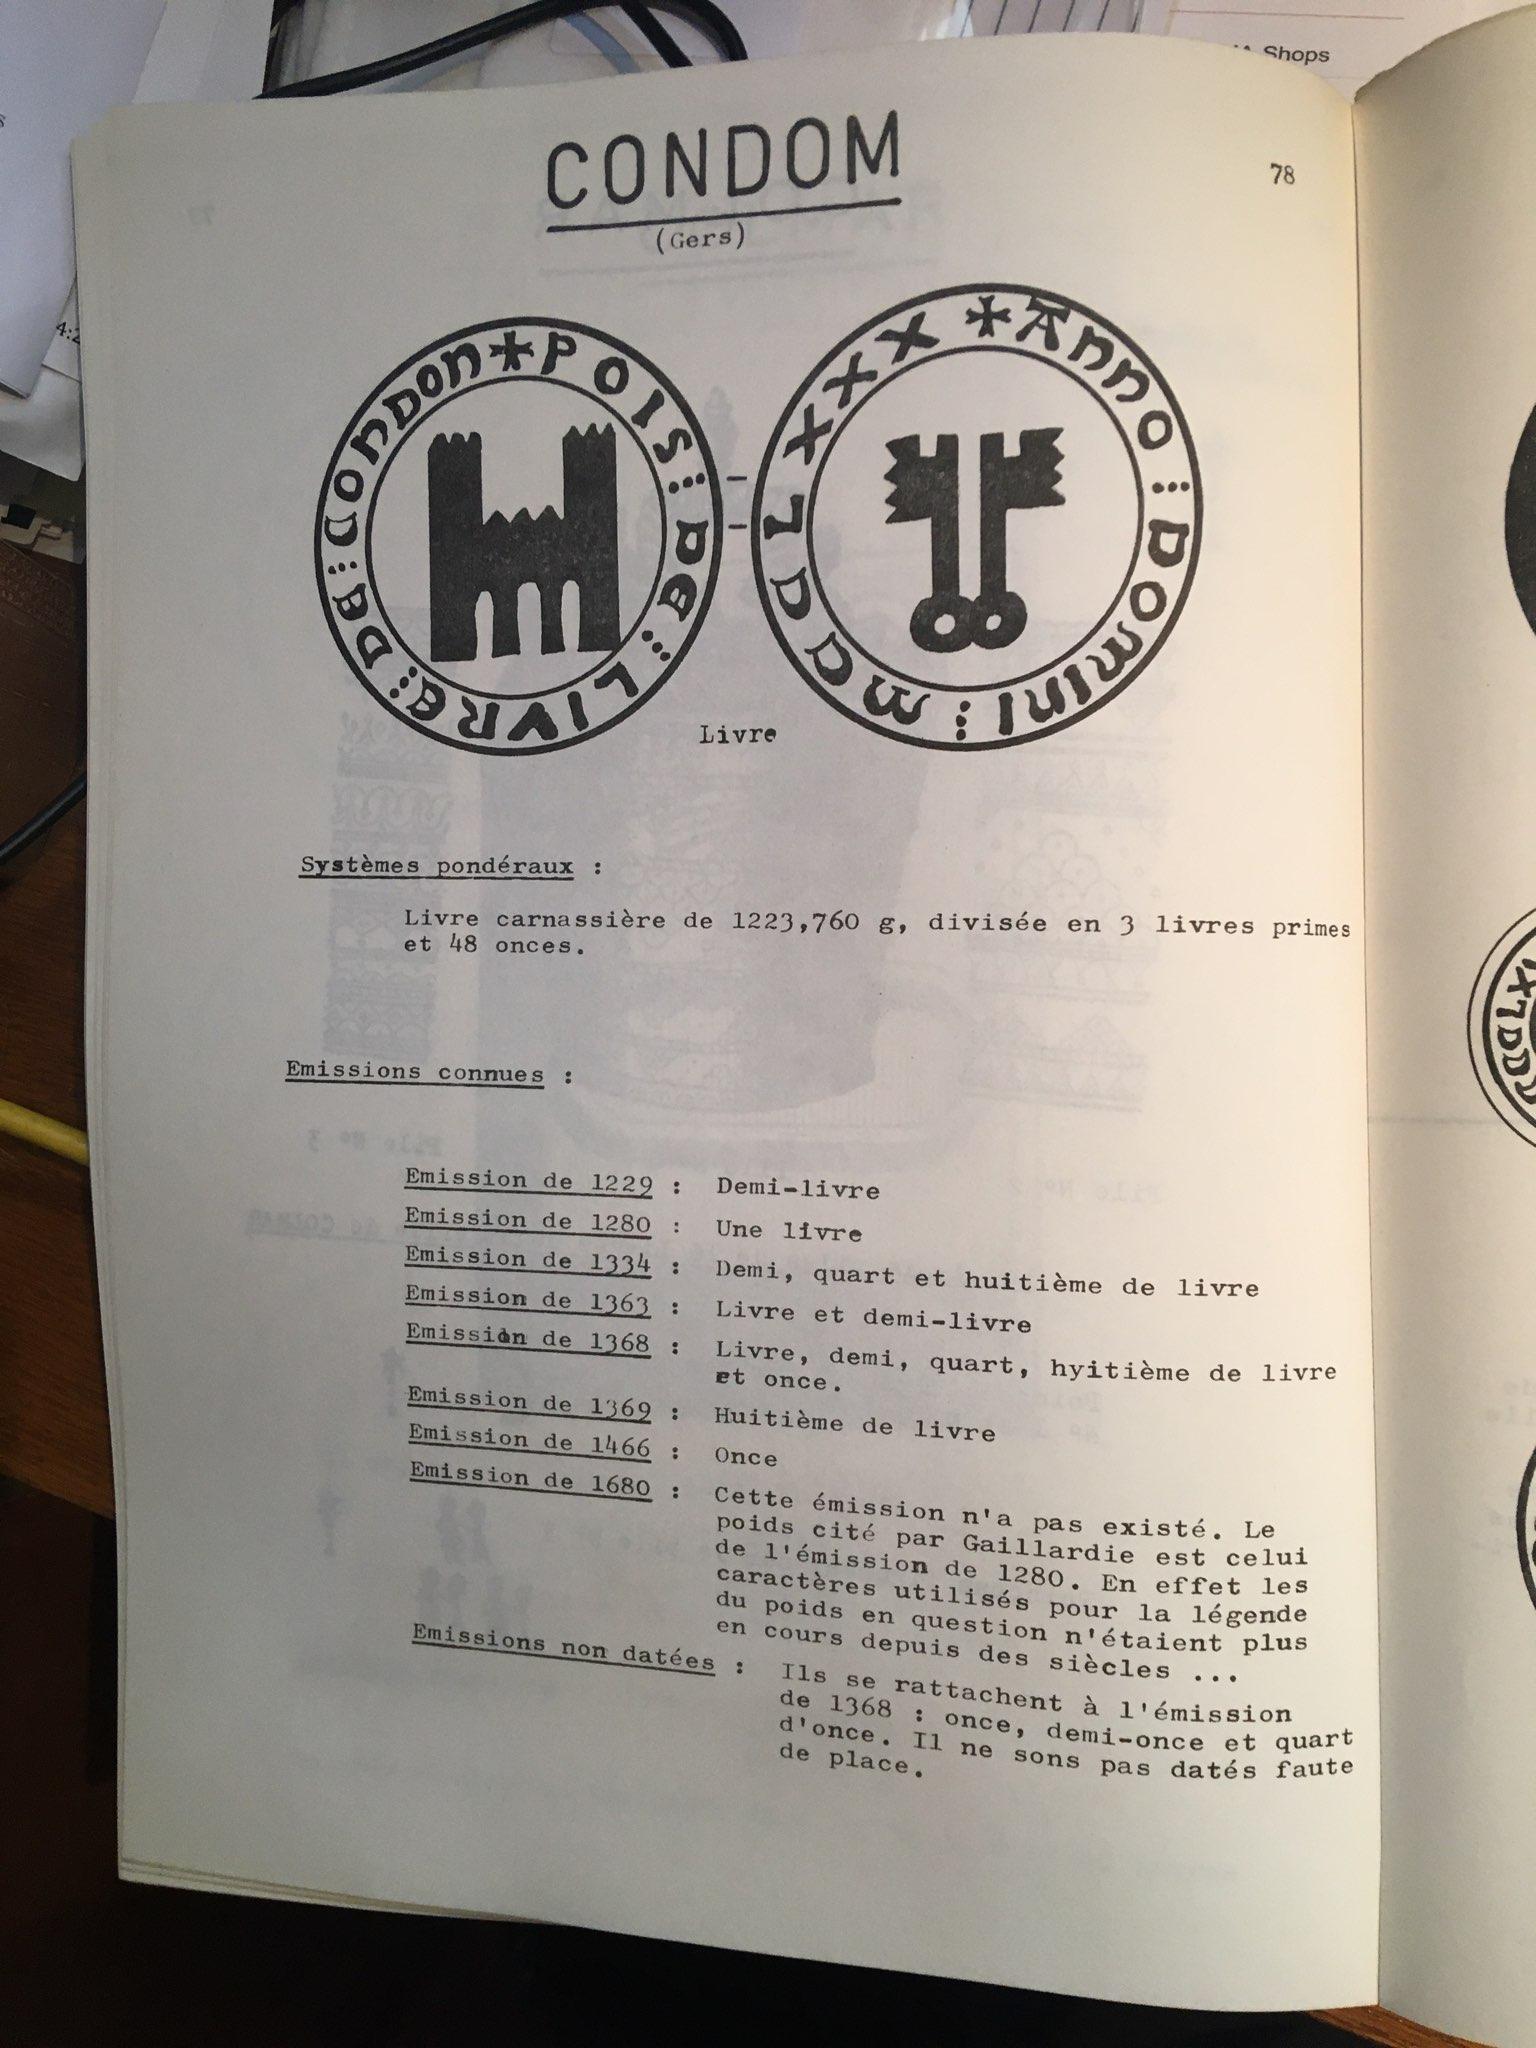 Shops
CONDOM
78
(Gers)
✠ POIS ⁝ DE ⁝ LIVRE ⁝ DE ⁝ CONDON
✠ ANNO ⁝ DOMINI ⁝ MCCLXXX
Livre
Systèmes pondéraux :
Livre carnassière de 1223,760 g, divisée en 3 livres primes
et 48 onces.
Emissions connues :
Emission de 1229 : Demi-livre
Emission de 1280 : Une livre
Emission de 1334 : Demi, quart et huitième de livre
Emission de 1363 : Livre et demi-livre
Emission de 1368 : Livre, demi, quart, hyitième de livre
et once.
Emission de 1369 : Huitième de livre
Emission de 1466 : Once
Emission de 1680 : Cette émission n'a pas existé. Le
poids cité par Gaillardie est celui
de l'émission de 1280. En effet les
caractères utilisés pour la légende
du poids en question n'étaient plus
en cours depuis des siècles ...
Emissions non datées : Ils se rattachent à l'émission
de 1368 : once, demi-once et quart
d'once. Il ne sons pas datés faute
de place.